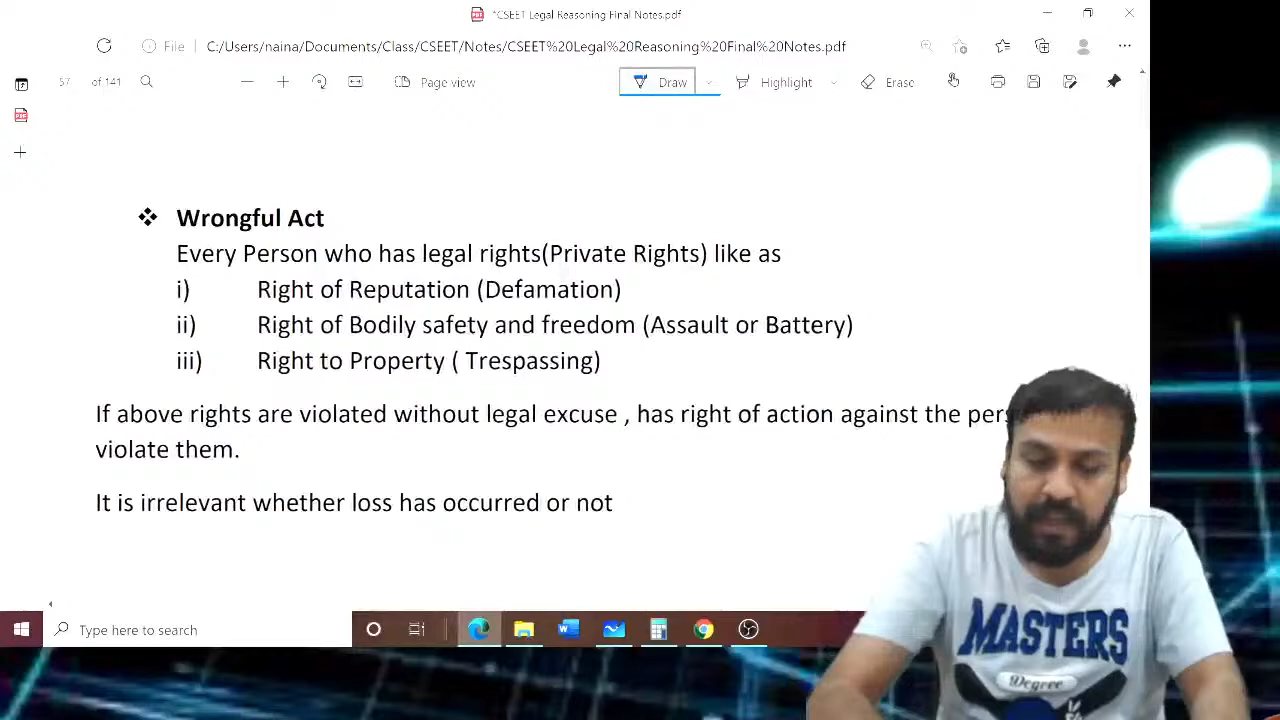 *CSEET Legal Reasoning Final Notes.pdf
File C:/Users/naina/Documents/Class/CSEET/Notes/CSEET%20Legal%20Reasoning%20Final%20Notes.pdf
57 of 141 Page view Draw Highlight Erase
❖ Wrongful Act
Every Person who has legal rights(Private Rights) like as
i) Right of Reputation (Defamation)
ii) Right of Bodily safety and freedom (Assault or Battery)
iii) Right to Property ( Trespassing)
If above rights are violated without legal excuse , has right of action against the
violate them.
It is irrelevant whether loss has occurred or not
Type here to search
MASTERS
Degree